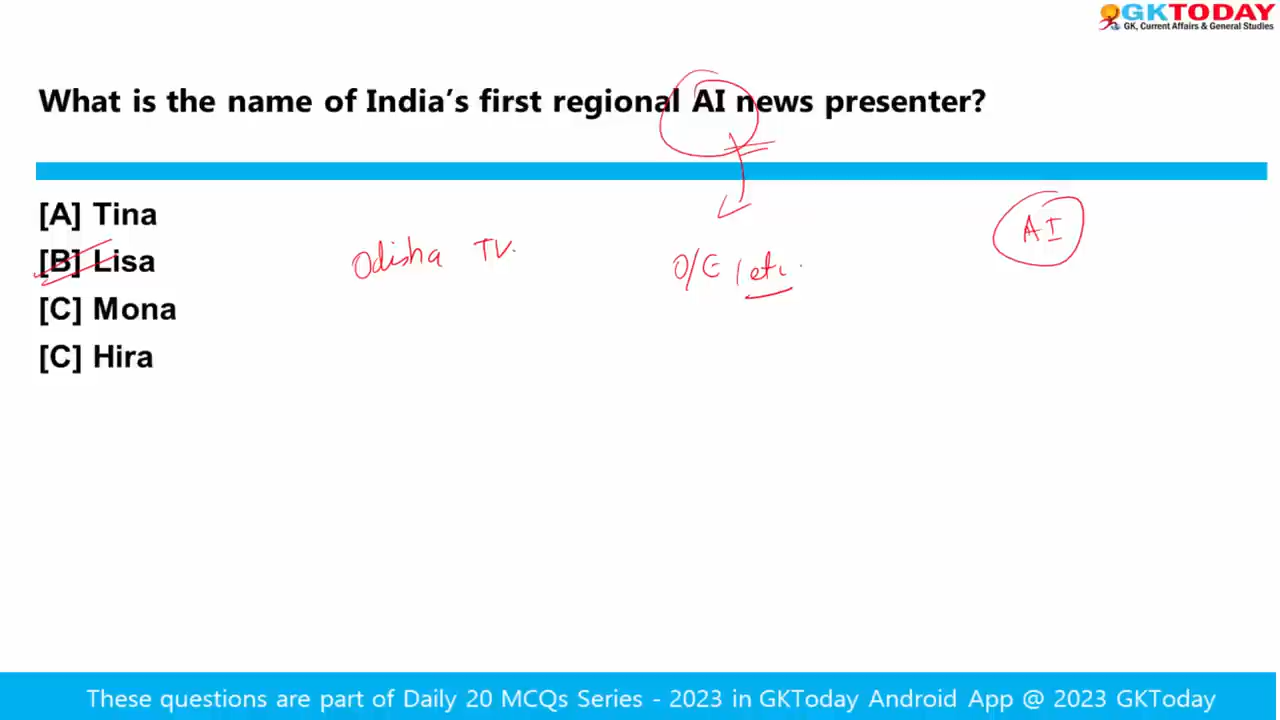 GKTODAY
GK, Current Affairs & General Studies
What is the name of India's first regional AI news presenter?
[A] Tina
[B] Lisa
[C] Mona
[C] Hira
Odisha TV.
O/E / etc.
AI
These questions are part of Daily 20 MCQs Series - 2023 in GKToday Android App @ 2023 GKToday